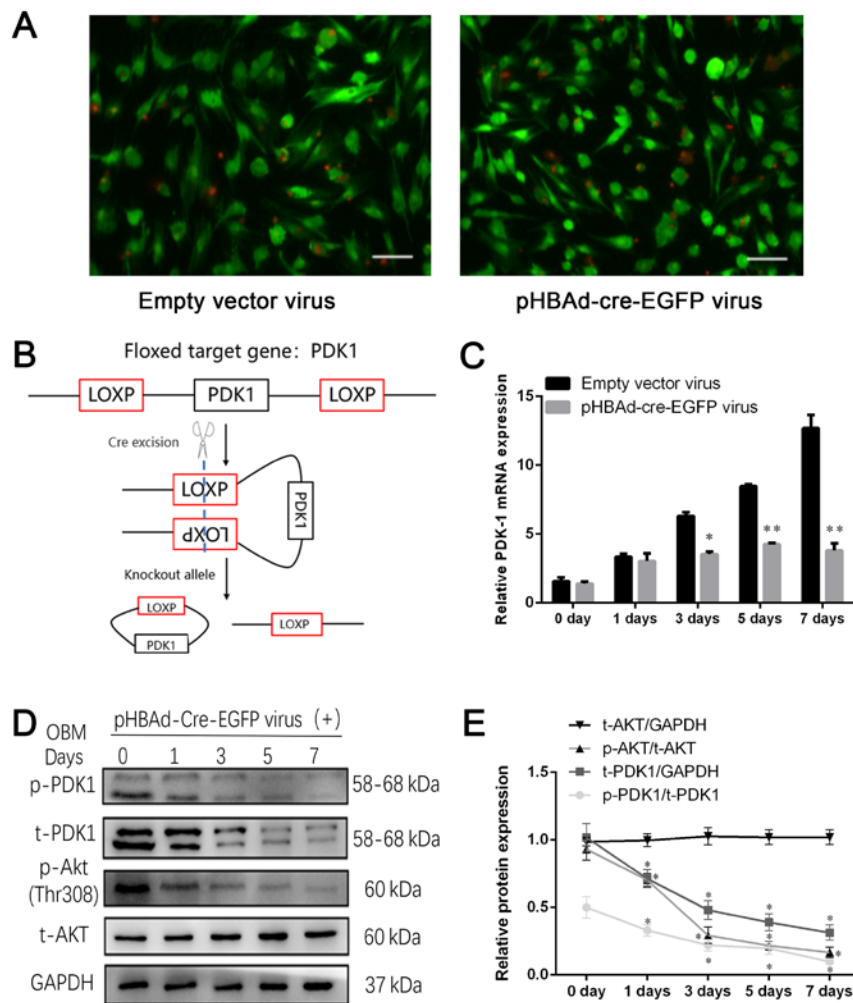 A
Empty vector virus
pHBAd-cre-EGFP virus
B
Floxed target gene: PDK1
LOXP
PDK1
LOXP
Cre excision
LOXP
PDK1
LOXP
Knockout allele
LOXP
PDK1
LOXP
C
Empty vector virus
pHBAd-cre-EGFP virus
Relative PDK-1 mRNA expression
15
10
5
0
*
**
**
0 day
1 days
3 days
5 days
7 days
D
pHBAd-Cre-EGFP virus (+)
OBM
Days
0 1 3 5 7
p-PDK1
58-68 kDa
t-PDK1
58-68 kDa
p-Akt
(Thr308)
60 kDa
t-AKT
60 kDa
GAPDH
37 kDa
E
t-AKT/GAPDH
p-AKT/t-AKT
t-PDK1/GAPDH
p-PDK1/t-PDK1
Relative protein expression
1.5
1.0
0.5
0.0
*
*
*
*
*
*
*
*
*
*
*
*
0 day
1 days
3 days
5 days
7 days